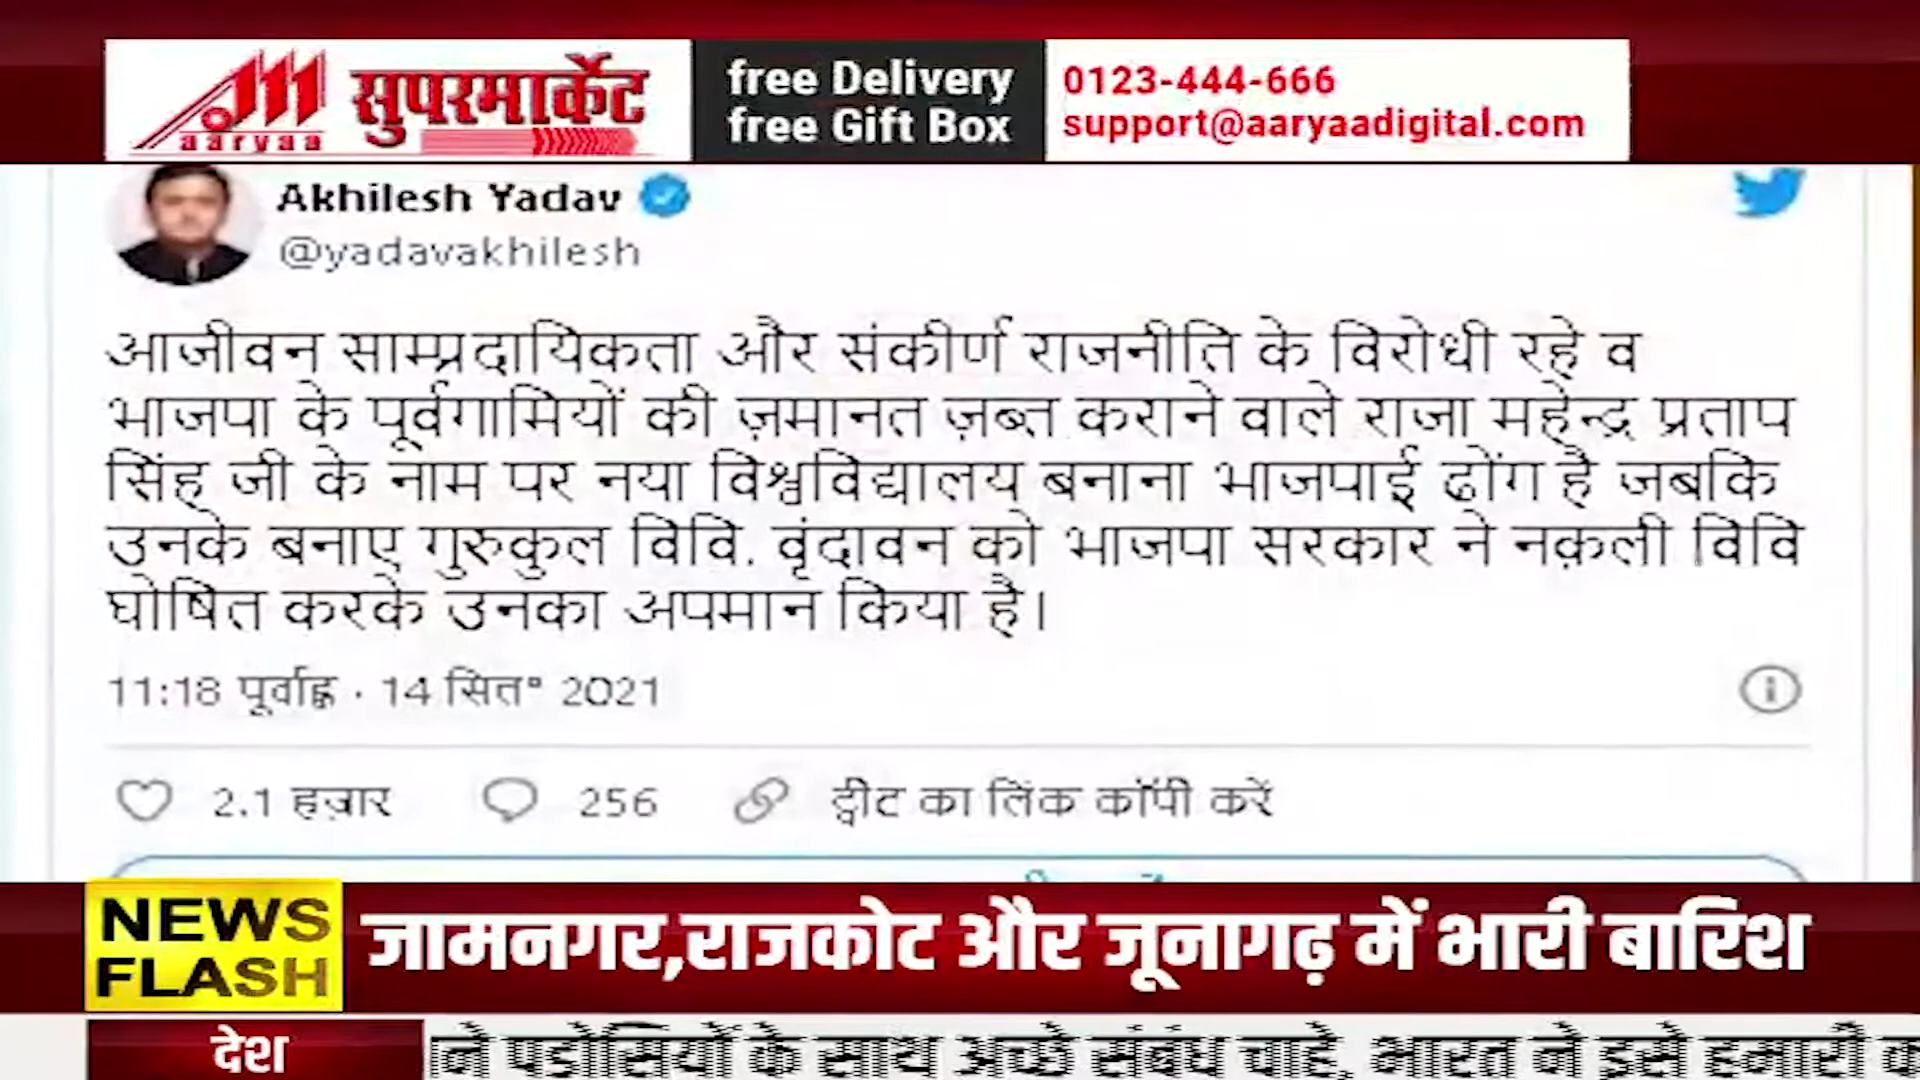 aaryaa
सुपरमार्केट
free Delivery
free Gift Box
0123-444-666
support@aaryaadigital.com
Akhilesh Yadav
@yadavakhilesh
आजीवन साम्प्रदायिकता और संकीर्ण राजनीति के विरोधी रहे व
भाजपा के पूर्वगामियों की ज़मानत ज़ब्त कराने वाले राजा महेन्द्र प्रताप
सिंह जी के नाम पर नया विश्वविद्यालय बनाना भाजपाई ढोंग है जबकि
उनके बनाए गुरुकुल विवि. वृंदावन को भाजपा सरकार ने नक़ली विवि
घोषित करके उनका अपमान किया है।
11:18 पूर्वाह्न · 14 सित॰ 2021
2.1 हज़ार 256 ट्वीट का लिंक कॉपी करें
NEWS
FLASH
जामनगर,राजकोट और जूनागढ़ में भारी बारिश
देश
ने पडोसियों के साथ अच्छे संबंध चाहे, भारत ने इसे हमारी